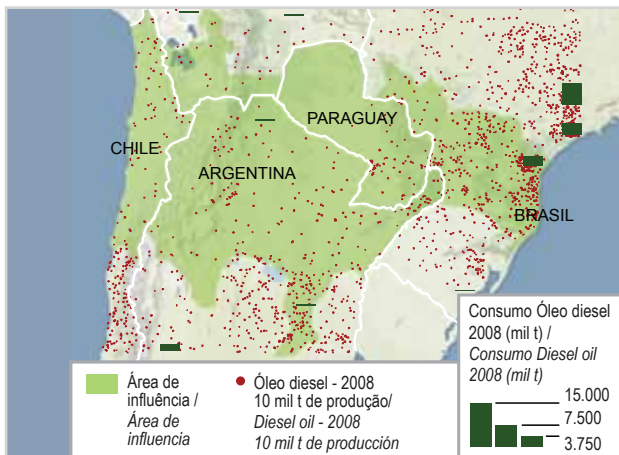 PARAGUAY
CHILE
ARGENTINA
BRASIL
Área de
influência /
Área de
influencia
Óleo diesel - 2008
10 mil t de produção/
Diesel oil - 2008
10 mil t de producción
Consumo Óleo diesel
2008 (mil t) /
Consumo Diesel oil
2008 (mil t)
15.000
7.500
3.750